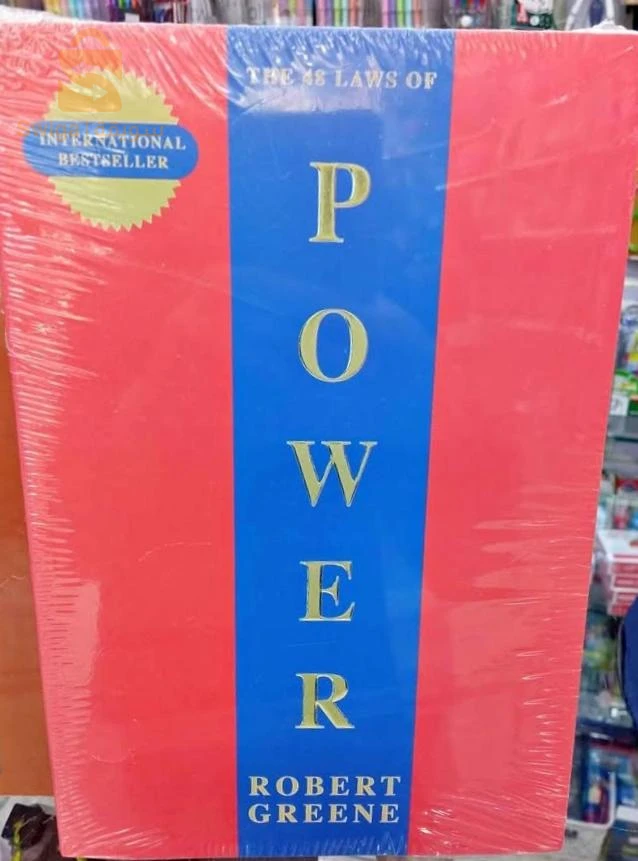 THE 48 LAWS OF
INTERNATIONAL
BESTSELLER
P
O
W
E
R
ROBERT
GREENE